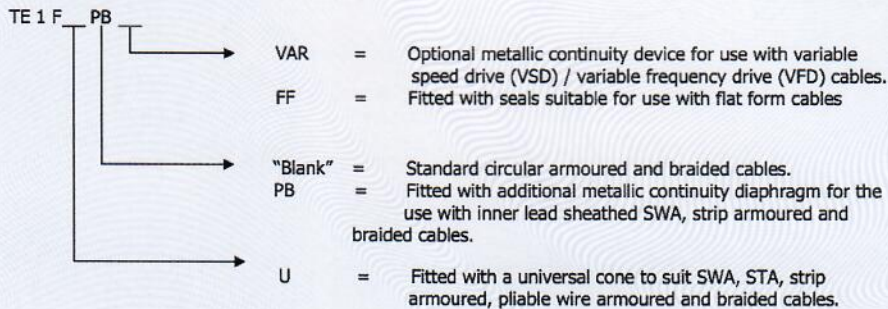 TE 1 F__ PB __
VAR = Optional metallic continuity device for use with variable
speed drive (VSD) / variable frequency drive (VFD) cables.
FF = Fitted with seals suitable for use with flat form cables
"Blank" = Standard circular armoured and braided cables.
PB = Fitted with additional metallic continuity diaphragm for the
use with inner lead sheathed SWA, strip armoured and
braided cables.
U = Fitted with a universal cone to suit SWA, STA, strip
armoured, pliable wire armoured and braided cables.